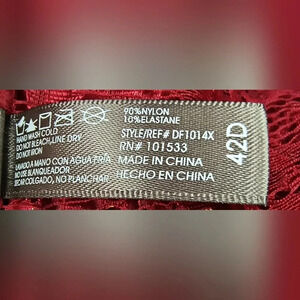 HAND WASH COLD
DO NOT BLEACH-LINE DRY
DO NOT IRON
LAVADO A MANO CON AGUA FRIA
NO USE BLANQUEADOR
SECAR COLGADO, NO PLANCHAR
90%NYLON
10%ELASTANE
STYLE/REF# DF1014X
RN# 101533
MADE IN CHINA
HECHO EN CHINA
42D